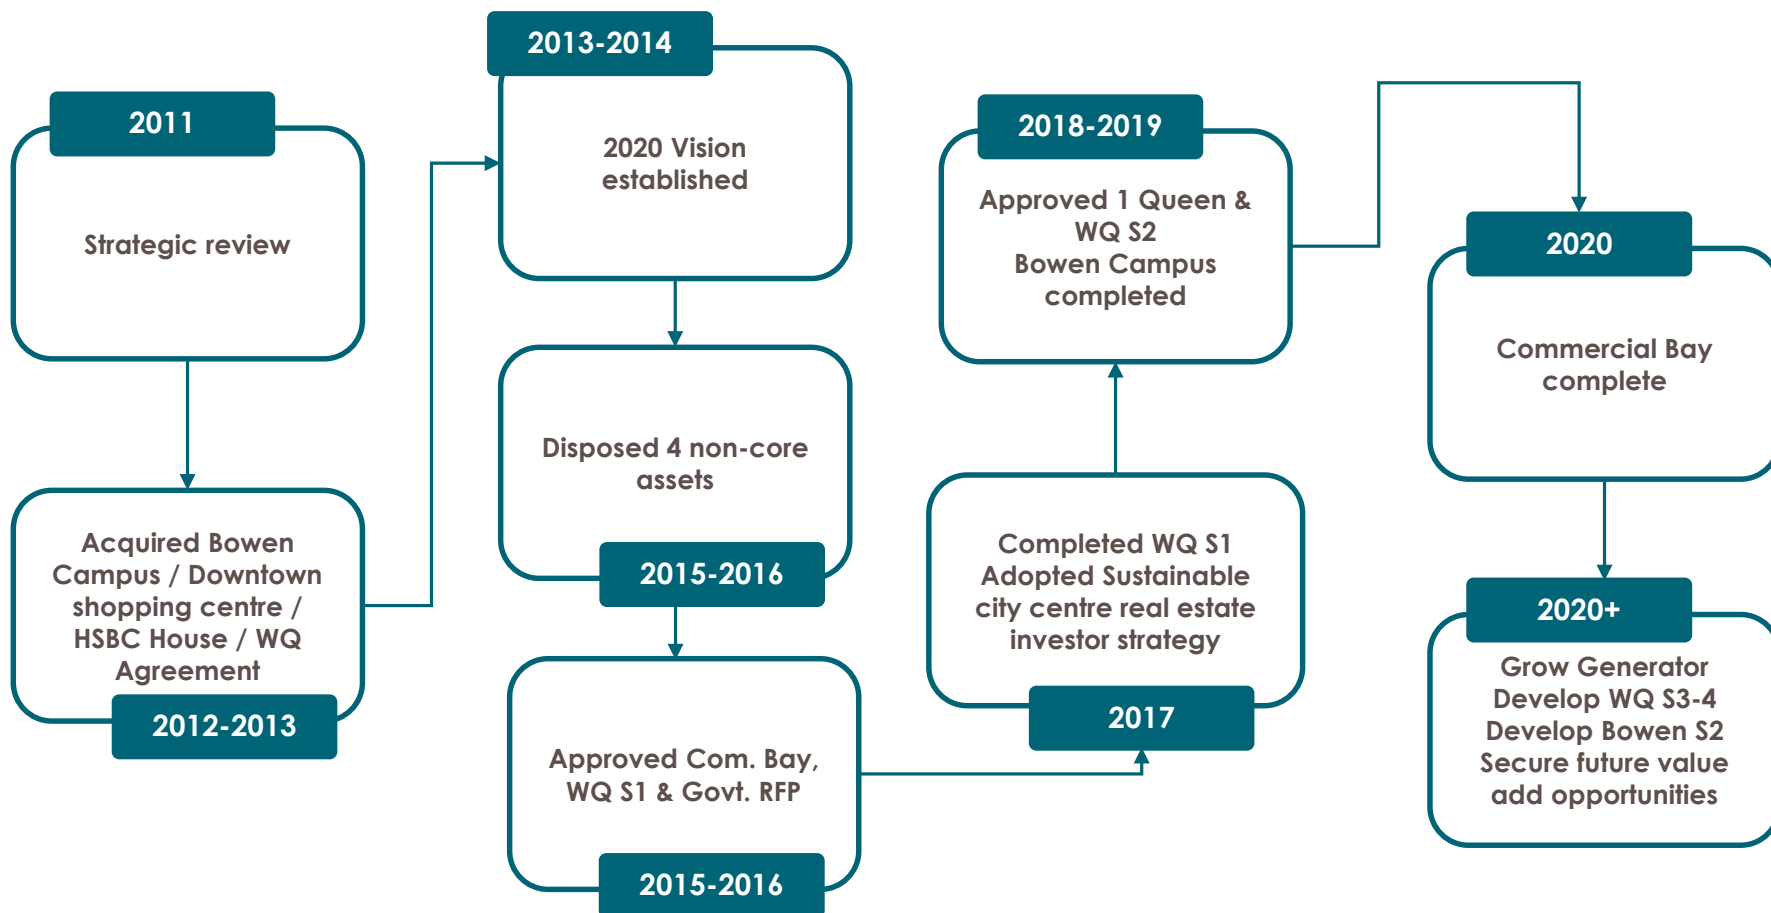 2011
Strategic review
Acquired Bowen
Campus / Downtown
shopping centre /
HSBC House / WQ
Agreement
2012-2013
2013-2014
2020 Vision
established
Disposed 4 non-core
assets
2015-2016
Approved Com. Bay,
WQ S1 & Govt. RFP
2015-2016
Completed WQ S1
Adopted Sustainable
city centre real estate
investor strategy
2017
2018-2019
Approved 1 Queen &
WQ S2
Bowen Campus
completed
2020
Commercial Bay
complete
2020+
Grow Generator
Develop WQ S3-4
Develop Bowen S2
Secure future value
add opportunities